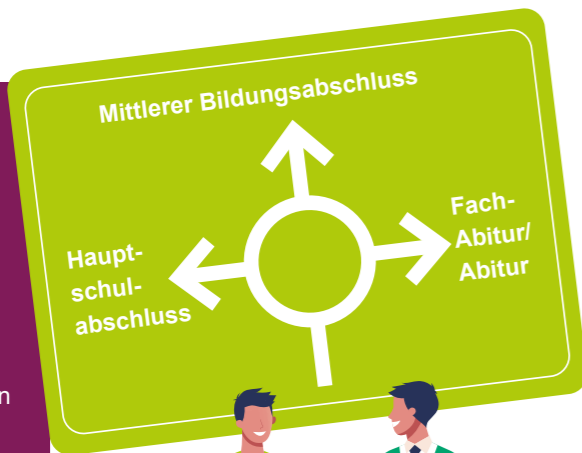 Mittlerer Bildungsabschluss
Haupt-
schul-
abschluss
Fach-
Abitur/
Abitur
n